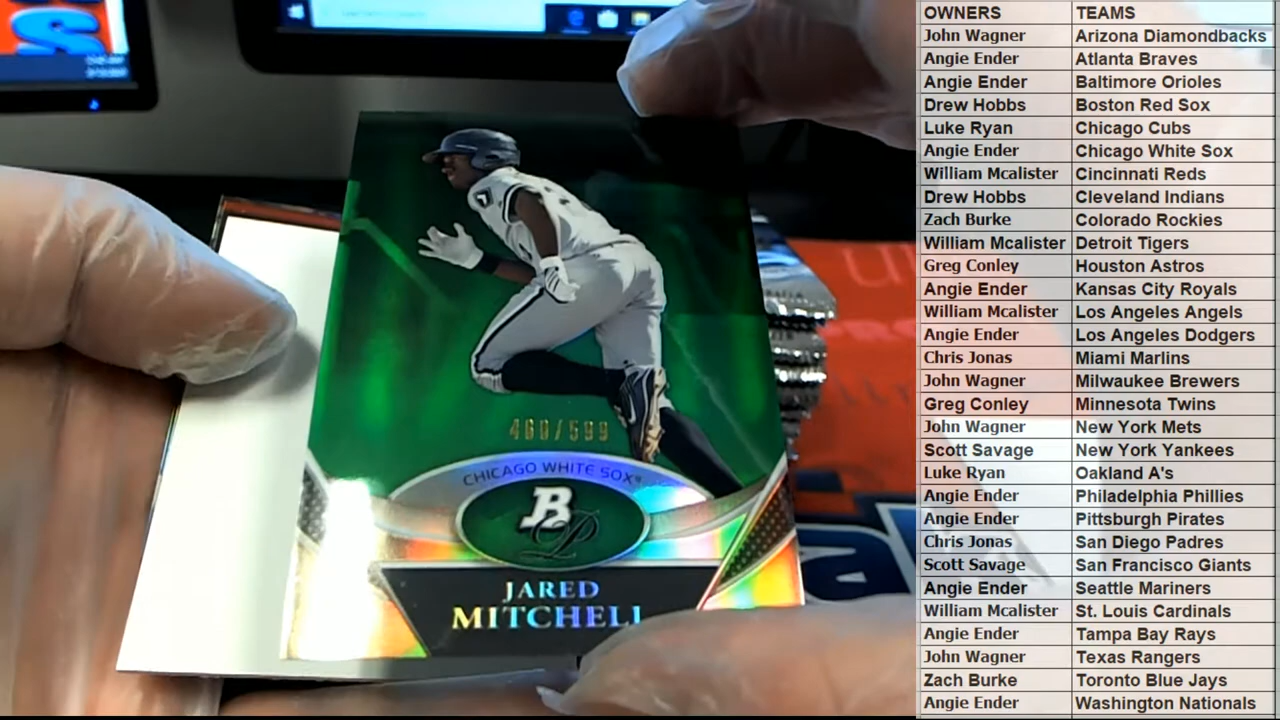 460/599
CHICAGO WHITE SOX
BP
JARED
MITCHELL
OWNERS TEAMS
John Wagner Arizona Diamondbacks
Angie Ender Atlanta Braves
Angie Ender Baltimore Orioles
Drew Hobbs Boston Red Sox
Luke Ryan Chicago Cubs
Angie Ender Chicago White Sox
William Mcalister Cincinnati Reds
Drew Hobbs Cleveland Indians
Zach Burke Colorado Rockies
William Mcalister Detroit Tigers
Greg Conley Houston Astros
Angie Ender Kansas City Royals
William Mcalister Los Angeles Angels
Angie Ender Los Angeles Dodgers
Chris Jonas Miami Marlins
John Wagner Milwaukee Brewers
Greg Conley Minnesota Twins
John Wagner New York Mets
Scott Savage New York Yankees
Luke Ryan Oakland A's
Angie Ender Philadelphia Phillies
Angie Ender Pittsburgh Pirates
Chris Jonas San Diego Padres
Scott Savage San Francisco Giants
Angie Ender Seattle Mariners
William Mcalister St. Louis Cardinals
Angie Ender Tampa Bay Rays
John Wagner Texas Rangers
Zach Burke Toronto Blue Jays
Angie Ender Washington Nationals